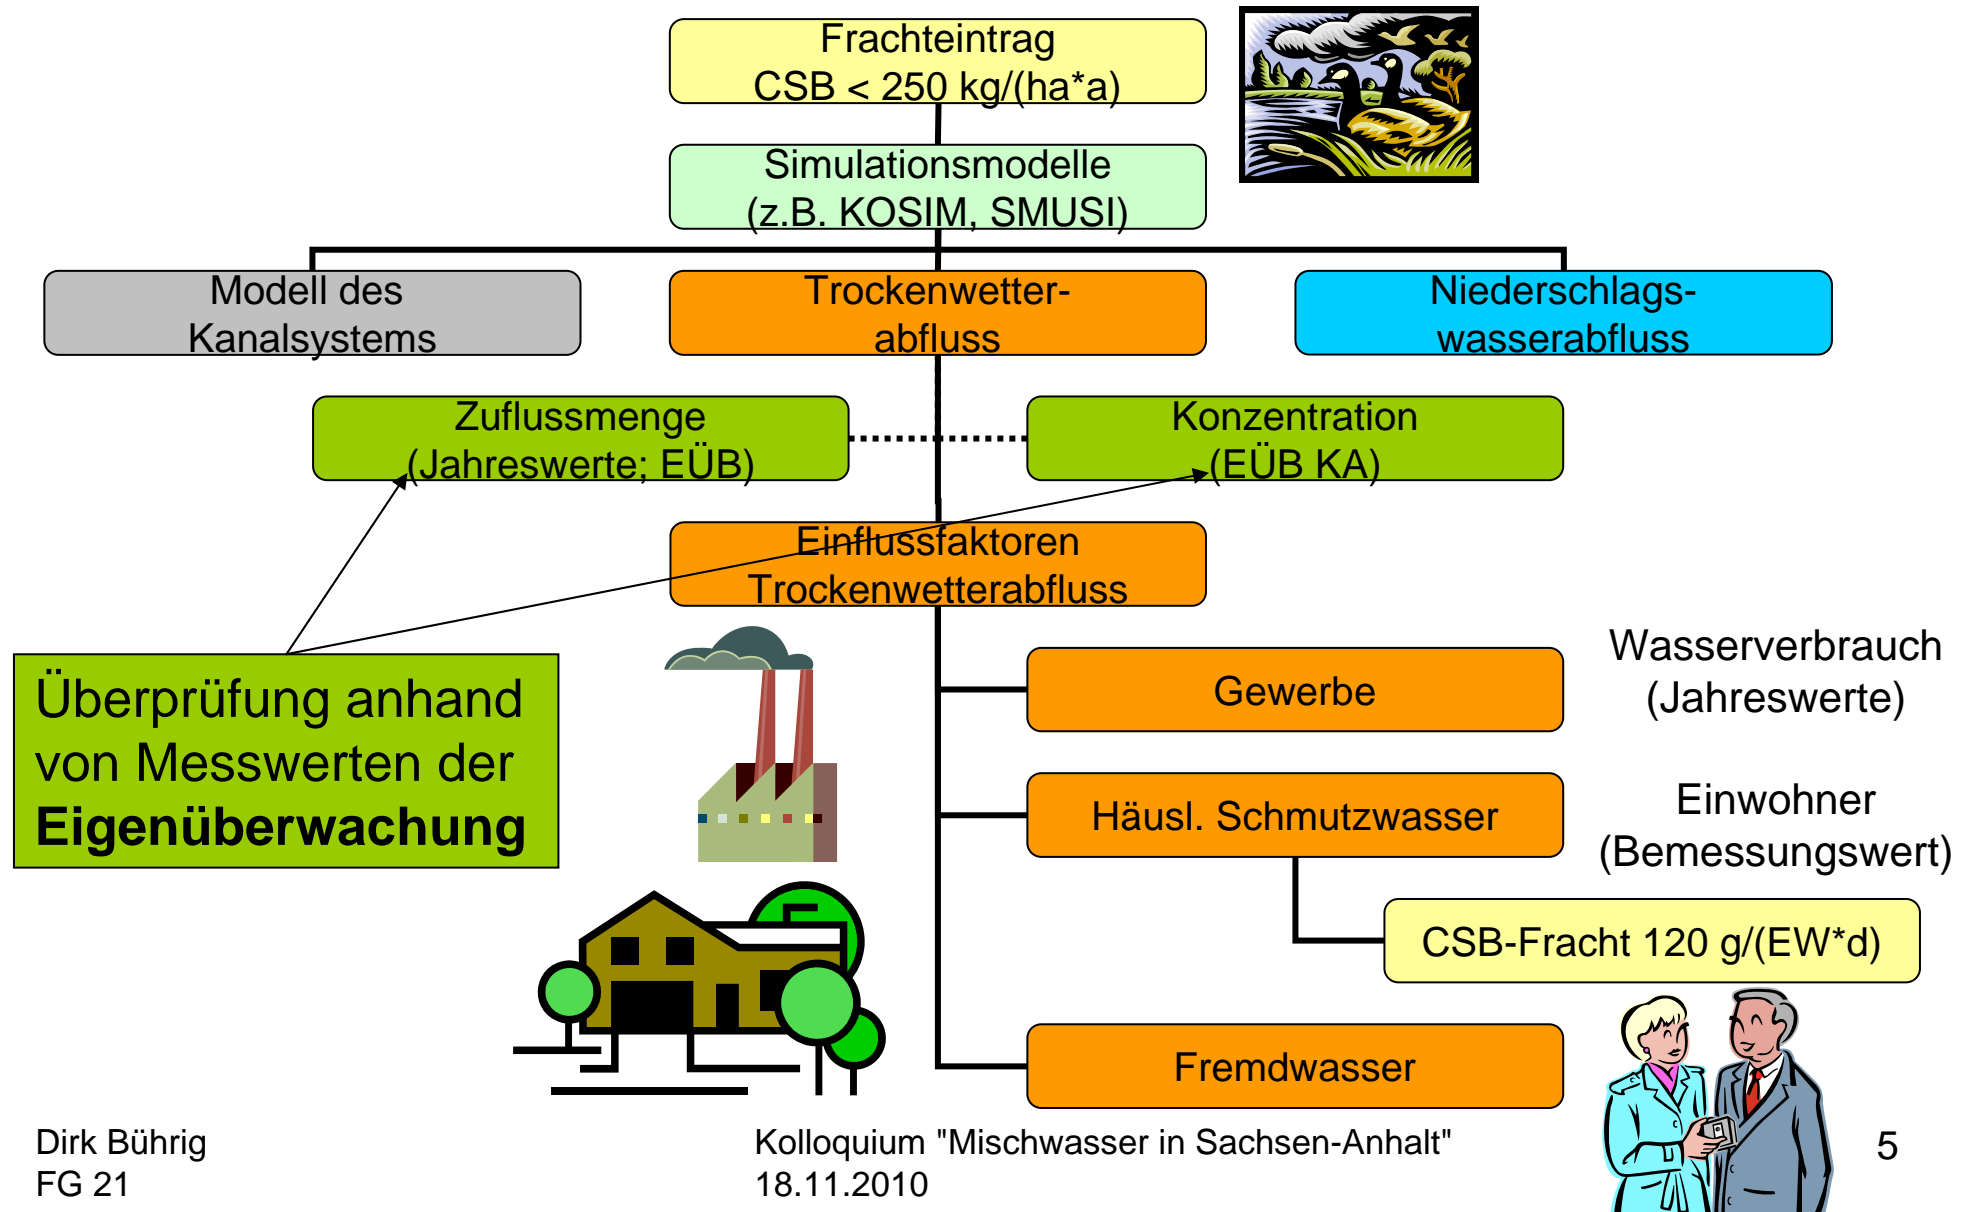 Frachteintrag
CSB < 250 kg/(ha*a)
Simulationsmodelle
(z.B. KOSIM, SMUSI)
Modell des
Kanalsystems
Trockenwetter-
abfluss
Niederschlags-
wasserabfluss
Zuflussmenge
(Jahreswerte; EÜB)
Konzentration
(EÜB KA)
Einflussfaktoren
Trockenwetterabfluss
Überprüfung anhand
von Messwerten der
Eigenüberwachung
Gewerbe
Wasserverbrauch
(Jahreswerte)
Häusl. Schmutzwasser
Einwohner
(Bemessungswert)
CSB-Fracht 120 g/(EW*d)
Fremdwasser
Dirk Bührig
FG 21
Kolloquium "Mischwasser in Sachsen-Anhalt"
18.11.2010
5